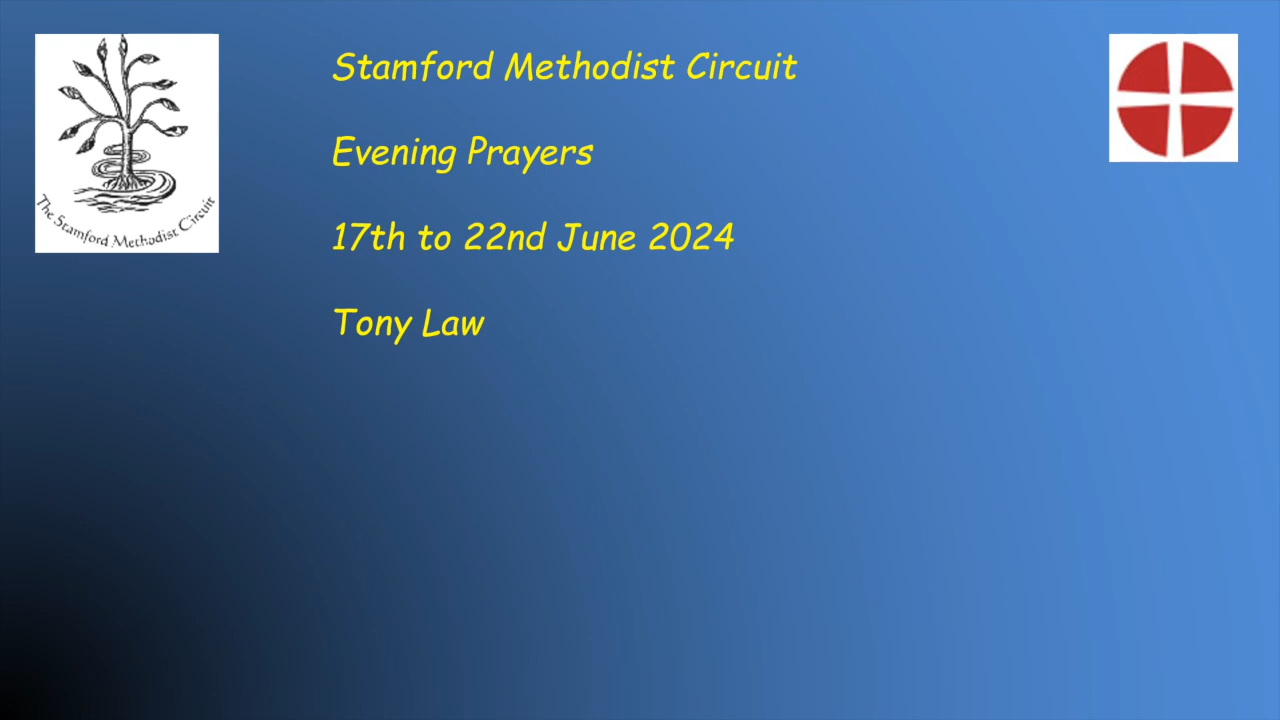 Stamford Methodist Circuit
Evening Prayers
17th to 22nd June 2024
Tony Law
The Stamford Methodist Circuit